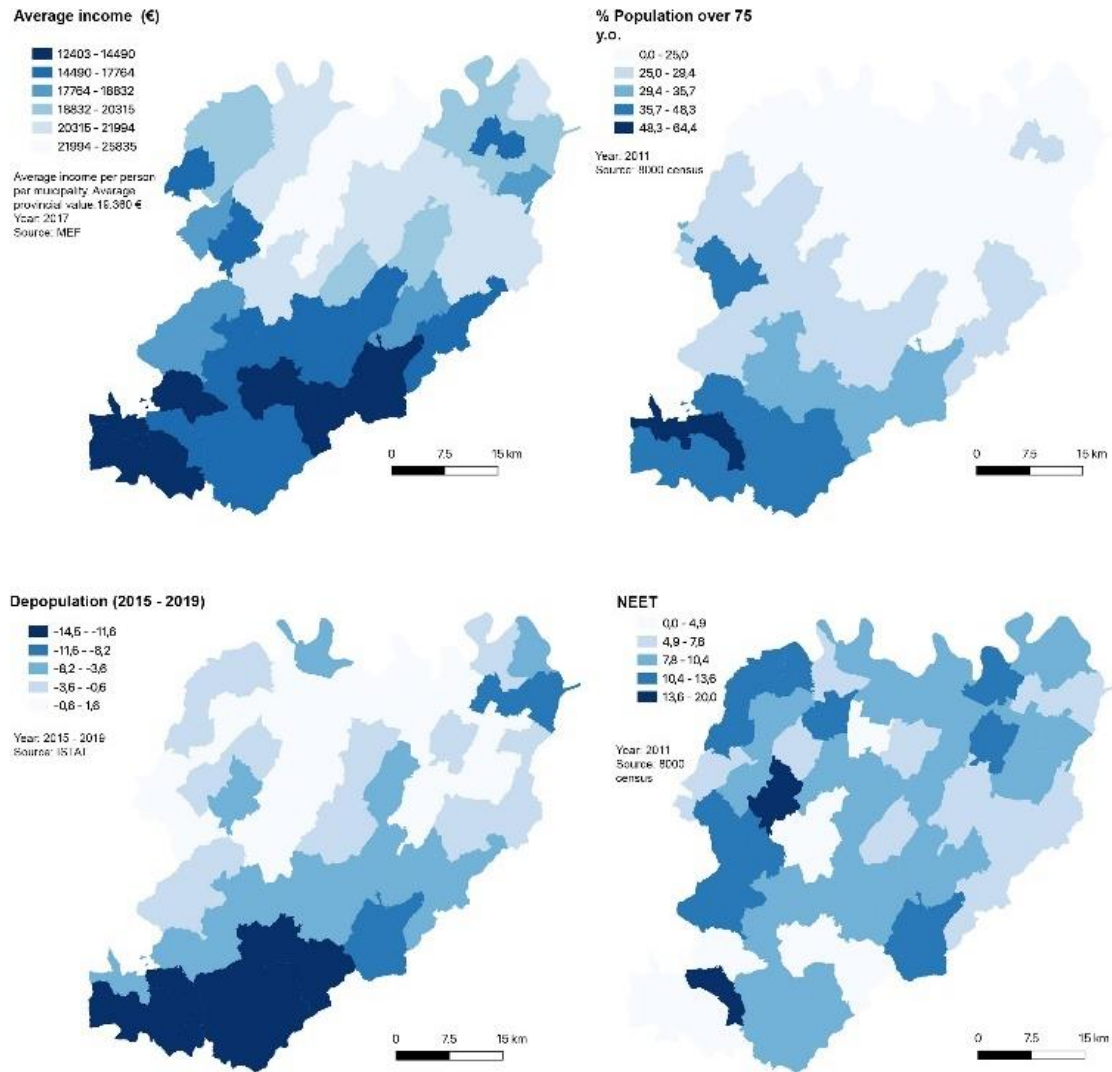 Average income (€)
12403 - 14490
14490 - 17764
17764 - 18832
18832 - 20315
20315 - 21994
21994 - 25835
Average income per person
per muicipality. Average
provincial value:19.380 €
Year: 2017
Source: MEF
0 7.5 15 km
% Population over 75
y.o.
0,0 - 25,0
25,0 - 29,4
29,4 - 35,7
35,7 - 48,3
48,3 - 64,4
Year: 2011
Source: 8000 census
0 7.5 15 km
Depopulation (2015 - 2019)
-14,5 - -11,6
-11,6 - -8,2
-8,2 - -3,6
-3,6 - -0,6
-0,6 - 1,6
Year: 2015 - 2019
Source: ISTAT
0 7.5 15 km
NEET
0,0 - 4,9
4,9 - 7,8
7,8 - 10,4
10,4 - 13,6
13,6 - 20,0
Year: 2011
Source: 8000
census
0 7.5 15 km